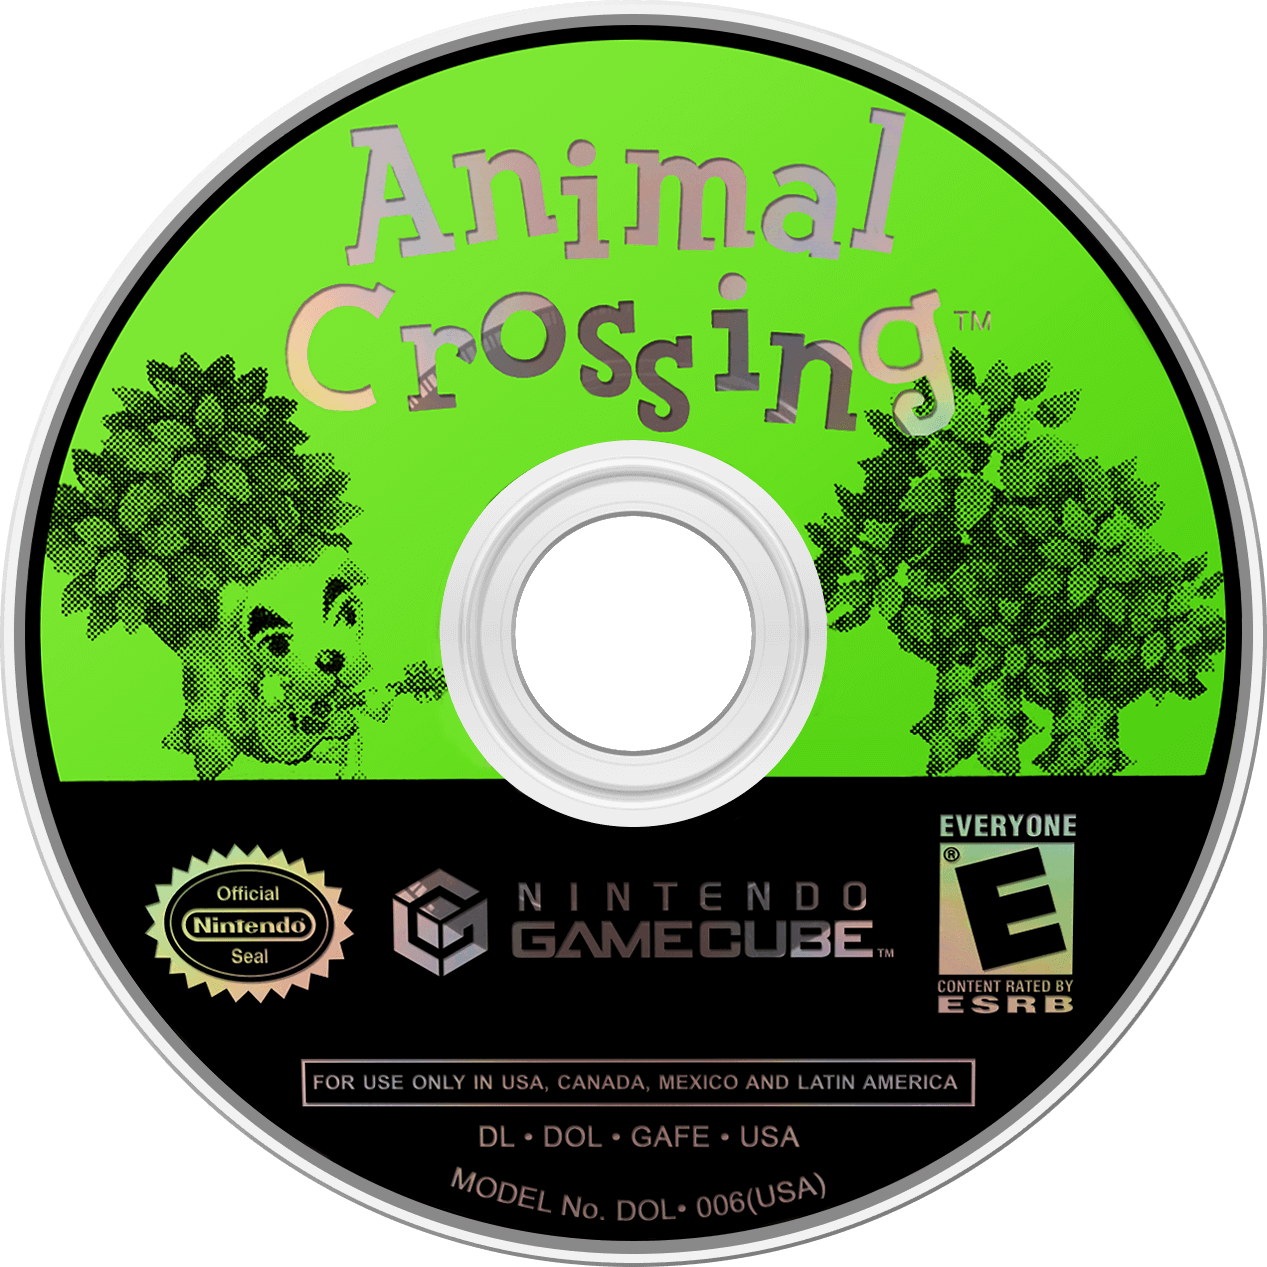 Animal
Crossing™
EVERYONE
®
E
CONTENT RATED BY
ESRB
Official
Nintendo®
Seal
NINTENDO
GAMECUBE™
FOR USE ONLY IN USA, CANADA, MEXICO AND LATIN AMERICA
DL • DOL • GAFE • USA
MODEL No. DOL• 006(USA)